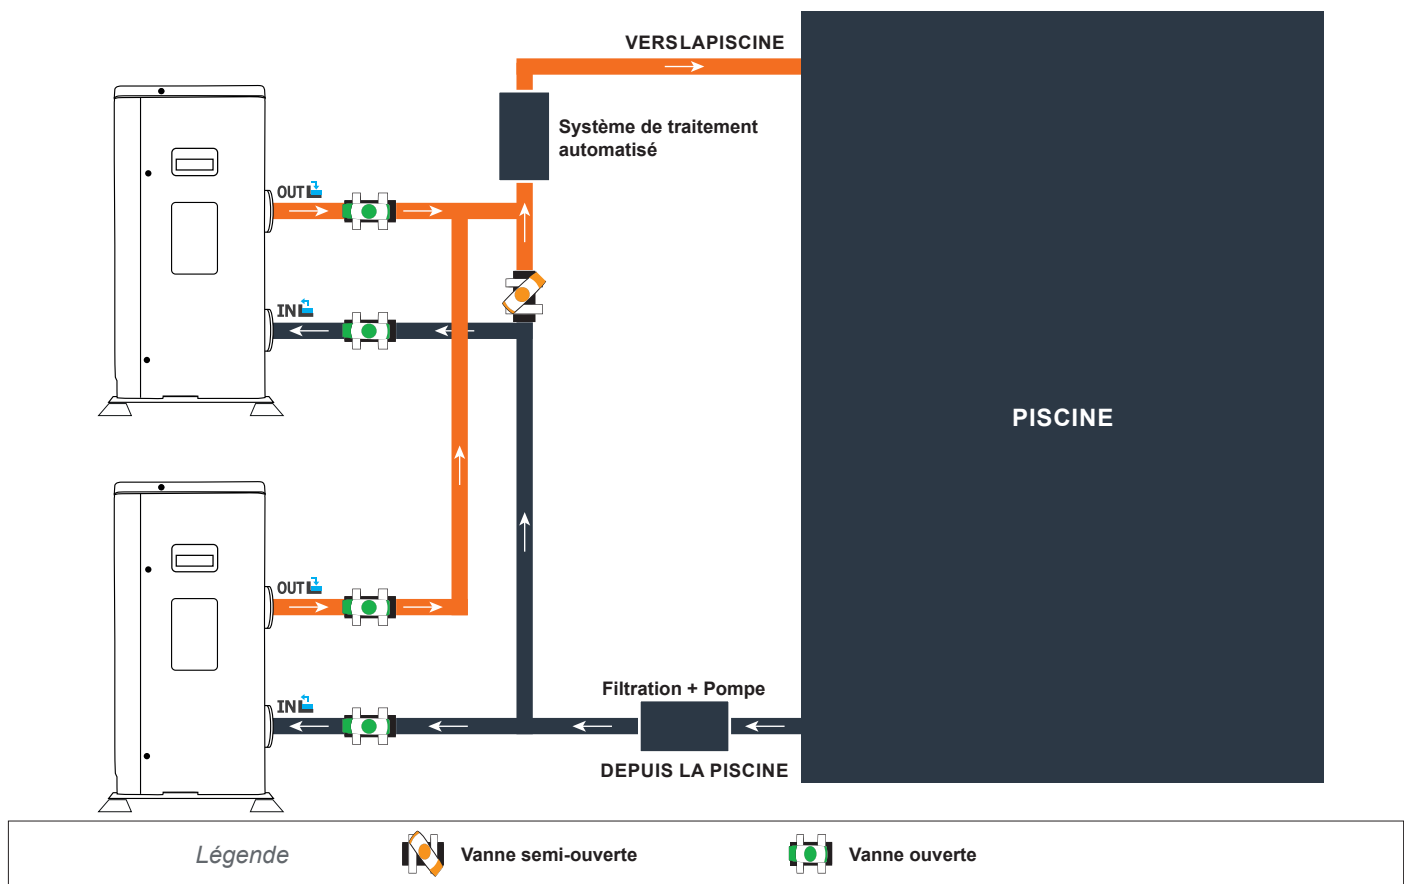 VERSLAPISCINE
Système de traitement
automatisé
OUT
IN
PISCINE
OUT
IN
Filtration + Pompe
DEPUIS LA PISCINE
Légende
Vanne semi-ouverte
Vanne ouverte